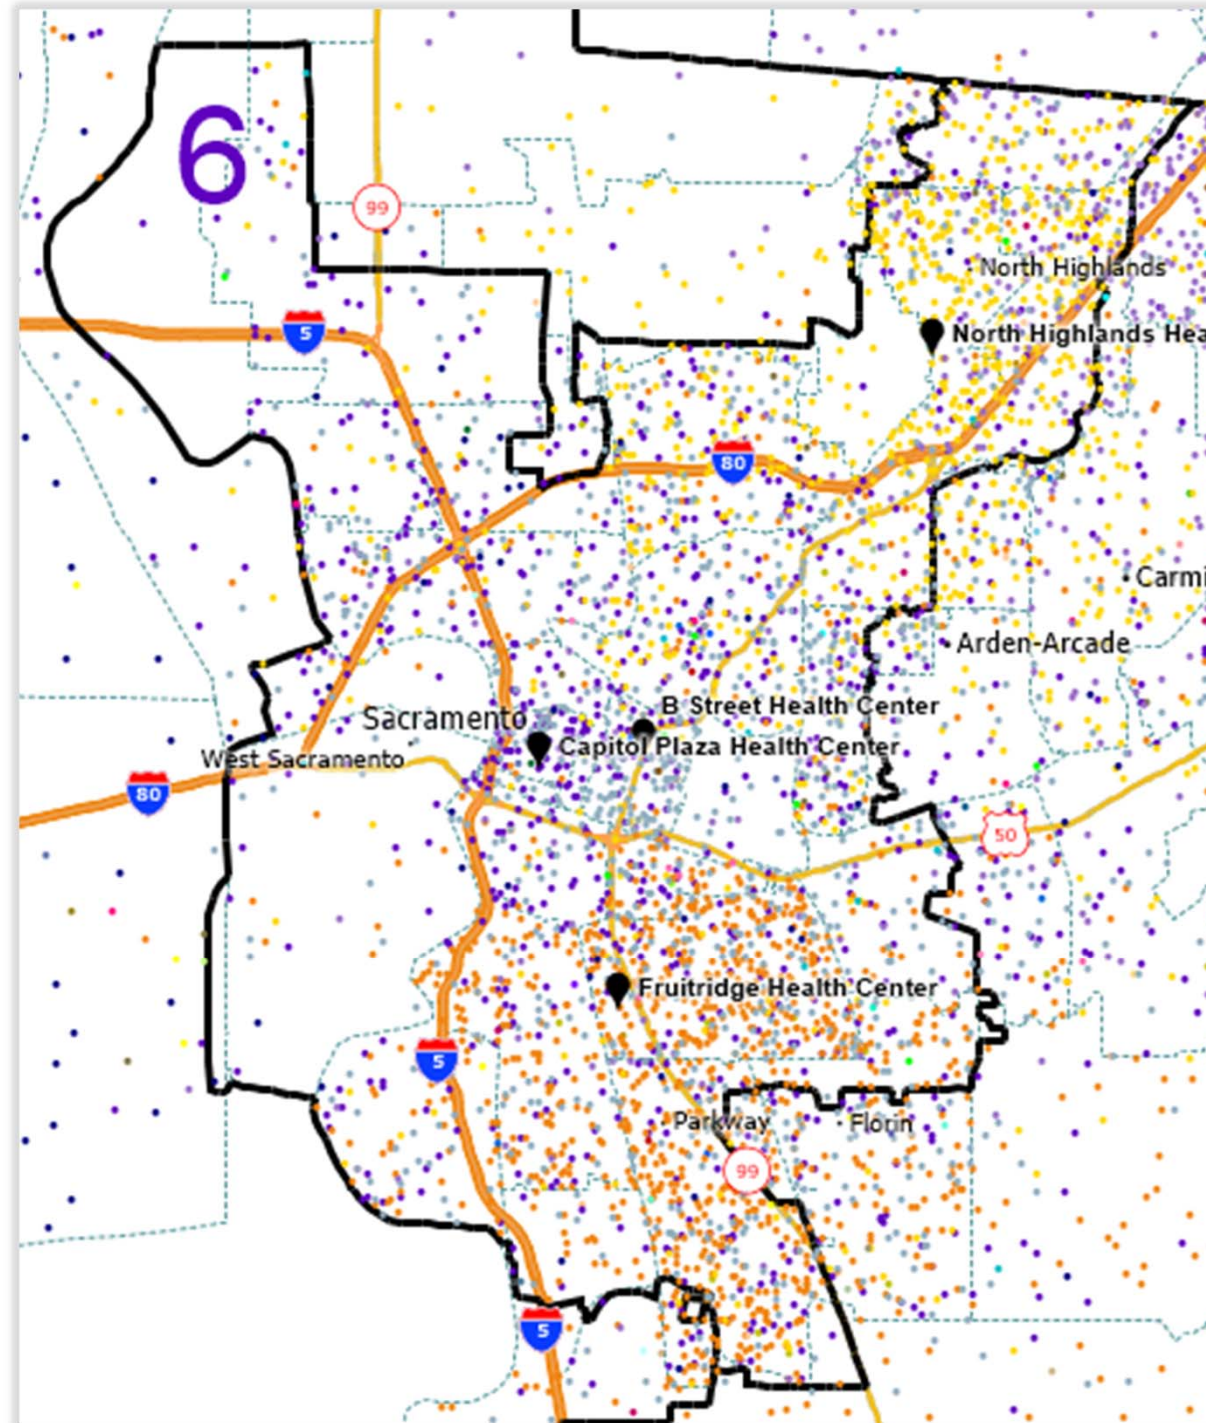 6
99
North Highlands
5
North Highlands Hea
80
Carmi
Arden-Arcade
B Street Health Center
Sacramento
Capitol Plaza Health Center
West Sacramento
80
50
Fruitridge Health Center
5
Parkway
Florin
99
5